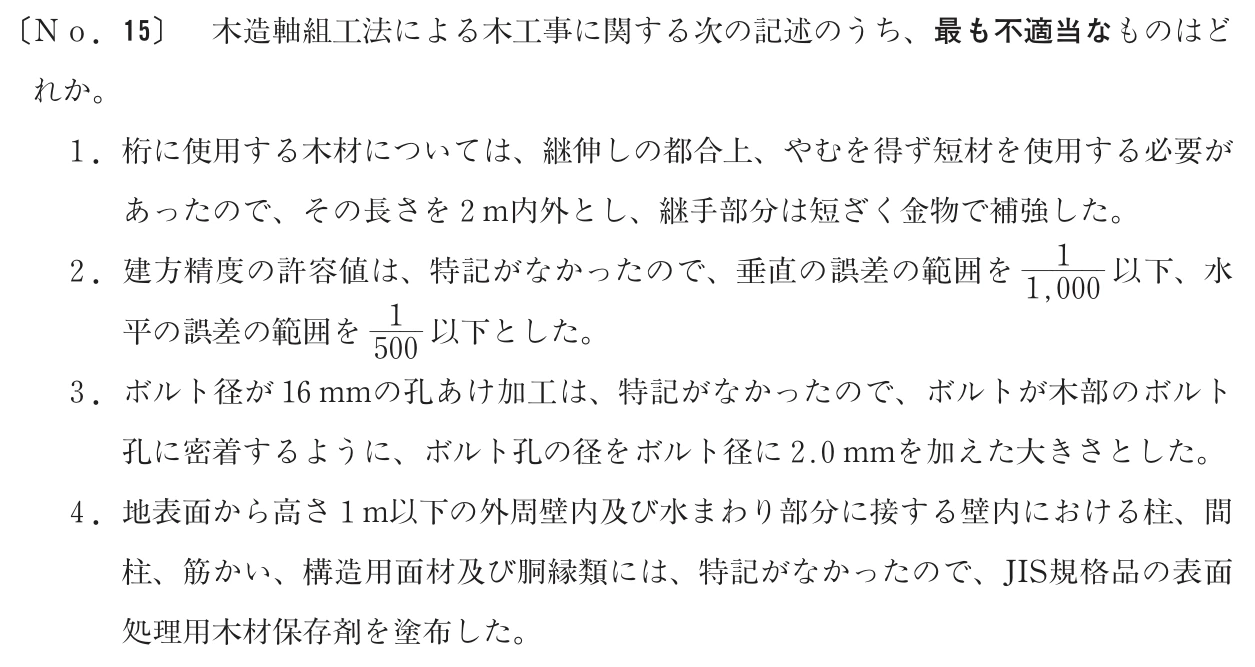 〔Ｎｏ．15〕　木造軸組工法による木工事に関する次の記述のうち、最も不適当なものはど
れか。
１．桁に使用する木材については、継伸しの都合上、やむを得ず短材を使用する必要が
あったので、その長さを２m内外とし、継手部分は短ざく金物で補強した。
２．建方精度の許容値は、特記がなかったので、垂直の誤差の範囲を 1/1,000 以下、水
平の誤差の範囲を 1/500 以下とした。
３．ボルト径が 16 mmの孔あけ加工は、特記がなかったので、ボルトが木部のボルト
孔に密着するように、ボルト孔の径をボルト径に 2.0 mmを加えた大きさとした。
４．地表面から高さ１m以下の外周壁内及び水まわり部分に接する壁内における柱、間
柱、筋かい、構造用面材及び胴縁類には、特記がなかったので、JIS規格品の表面
処理用木材保存剤を塗布した。